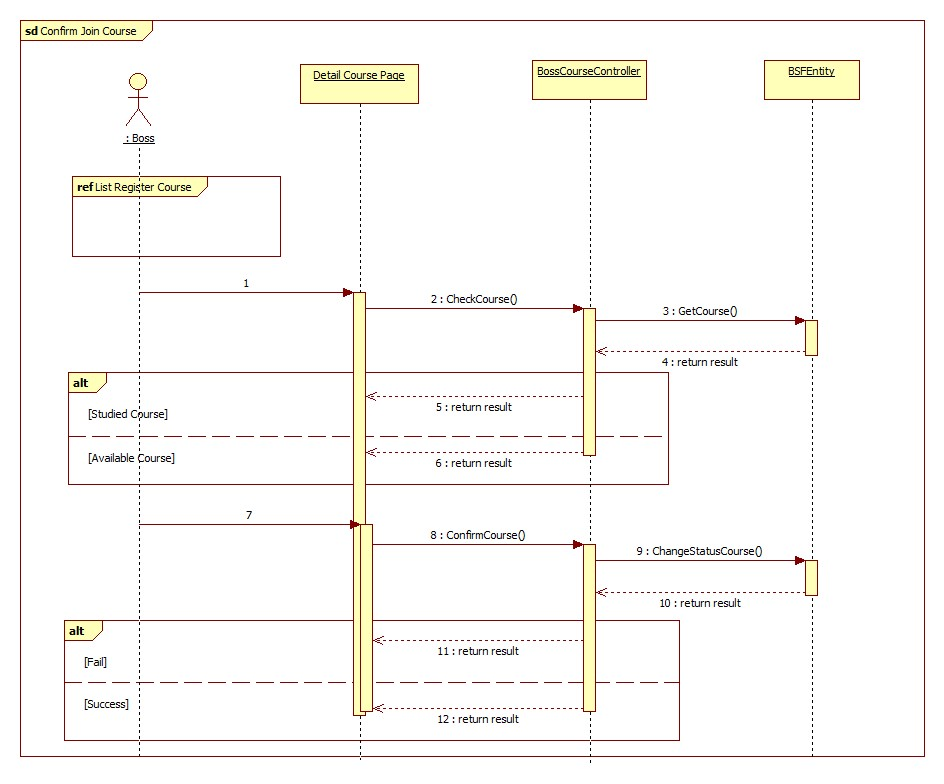 sd Confirm Join Course
: Boss
Detail Course Page
BossCourseController
BSFEntity
ref List Register Course
1
2 : CheckCourse()
3 : GetCourse()
4 : return result
alt
5 : return result
[Studied Course]
6 : return result
[Available Course]
7
8 : ConfirmCourse()
9 : ChangeStatusCourse()
10 : return result
alt
11 : return result
[Fail]
12 : return result
[Success]